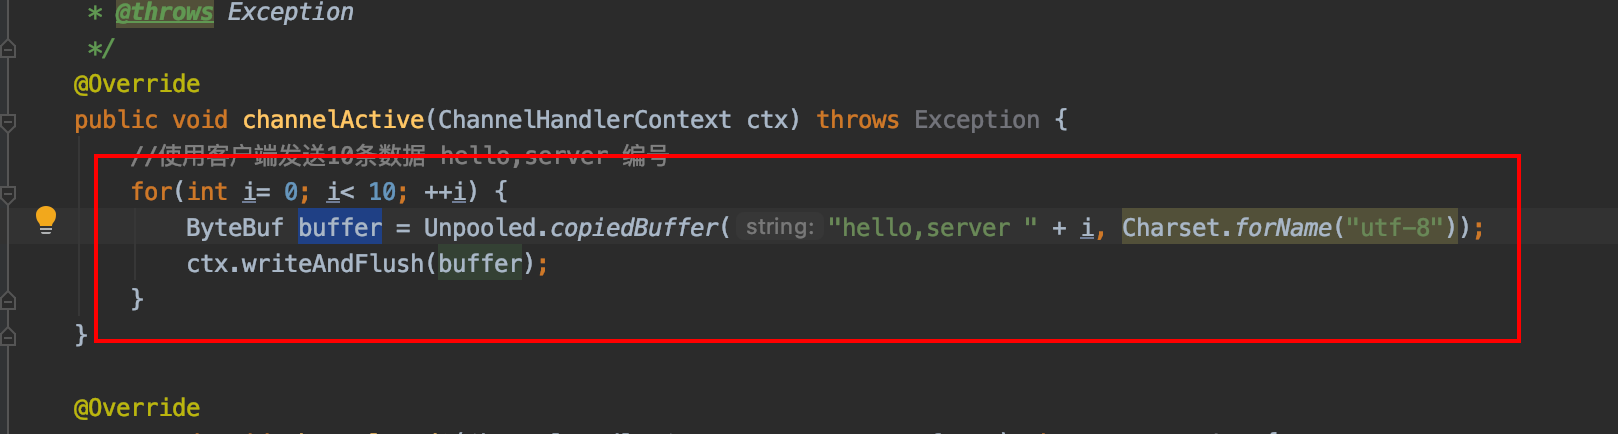 * @throws Exception
*/
@Override
public void channelActive(ChannelHandlerContext ctx) throws Exception {
//使用客户端发送10条数据 hello,server 编号
for(int i= 0; i< 10; ++i) {
ByteBuf buffer = Unpooled.copiedBuffer( string: "hello,server " + i, Charset.forName("utf-8"));
ctx.writeAndFlush(buffer);
}
}
@Override